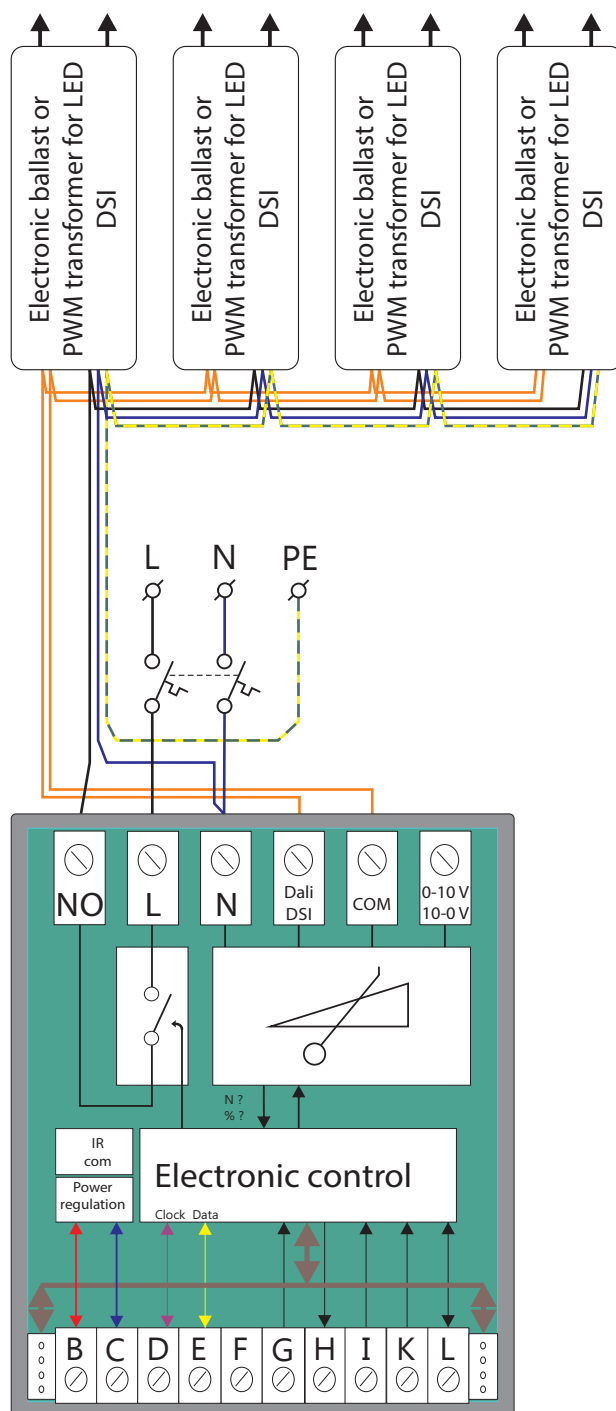 Electronic ballast or
PWM transformer for LED
DSI
Electronic ballast or
PWM transformer for LED
DSI
Electronic ballast or
PWM transformer for LED
DSI
Electronic ballast or
PWM transformer for LED
DSI
L N PE
NO
L
N
Dali
DSI
COM
0-10 V
10-0 V
N ?
% ?
IR
com
Power
regulation
Electronic control
Clock Data
B C D E F G H I K L